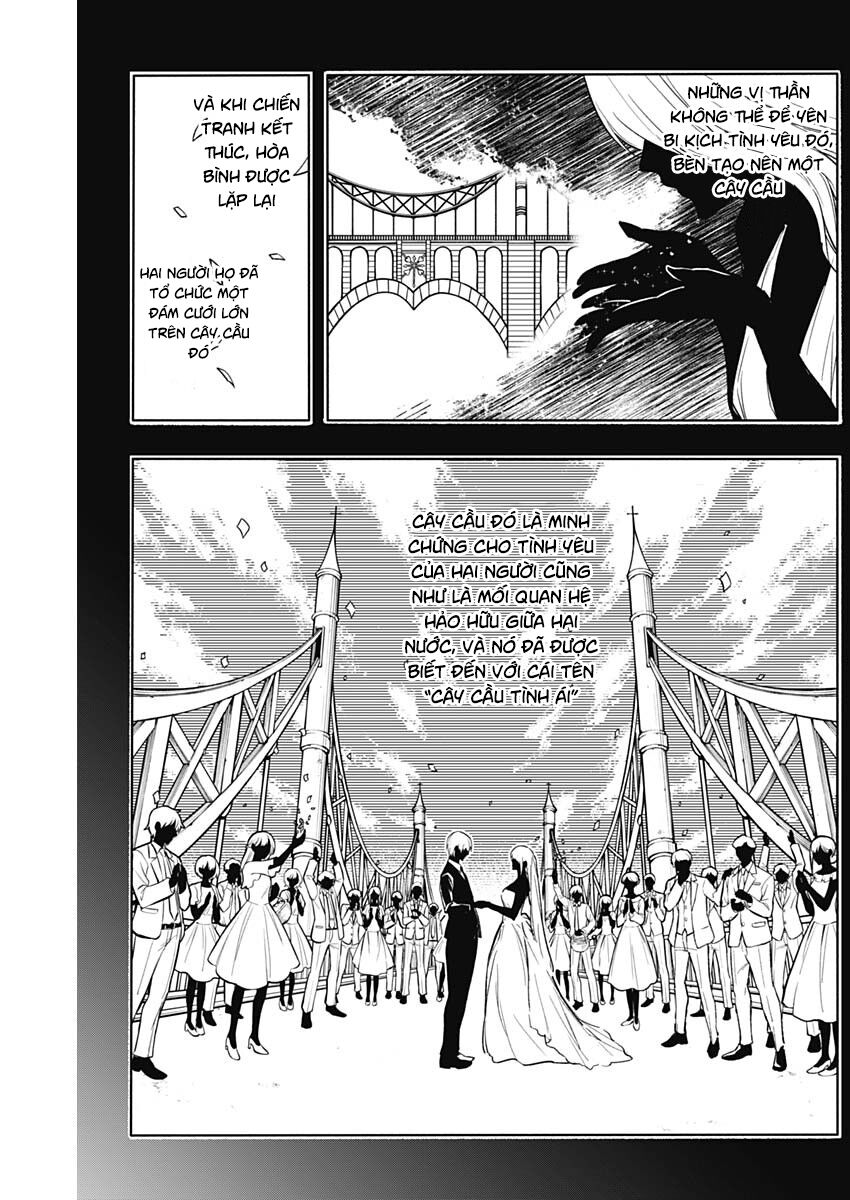 NHỮNG VỊ THẦN
KHÔNG THỂ ĐỂ YÊN
BI KỊCH TÌNH YÊU ĐÓ,
BÈN TẠO NÊN MỘT
CÂY CẦU
VÀ KHI CHIẾN
TRANH KẾT
THÚC, HÒA
BÌNH ĐƯỢC
LẶP LẠI
HAI NGƯỜI HỌ ĐÃ
TỔ CHỨC MỘT
ĐÁM CƯỚI LỚN
TRÊN CÂY CẦU
ĐÓ
CÂY CẦU ĐÓ LÀ MINH
CHỨNG CHO TÌNH YÊU
CỦA HAI NGƯỜI CŨNG
NHƯ LÀ MỐI QUAN HỆ
HẢO HỮU GIỮA HAI
NƯỚC, VÀ NÓ ĐÃ ĐƯỢC
BIẾT ĐẾN VỚI CÁI TÊN
"CÂY CẦU TÌNH ÁI"